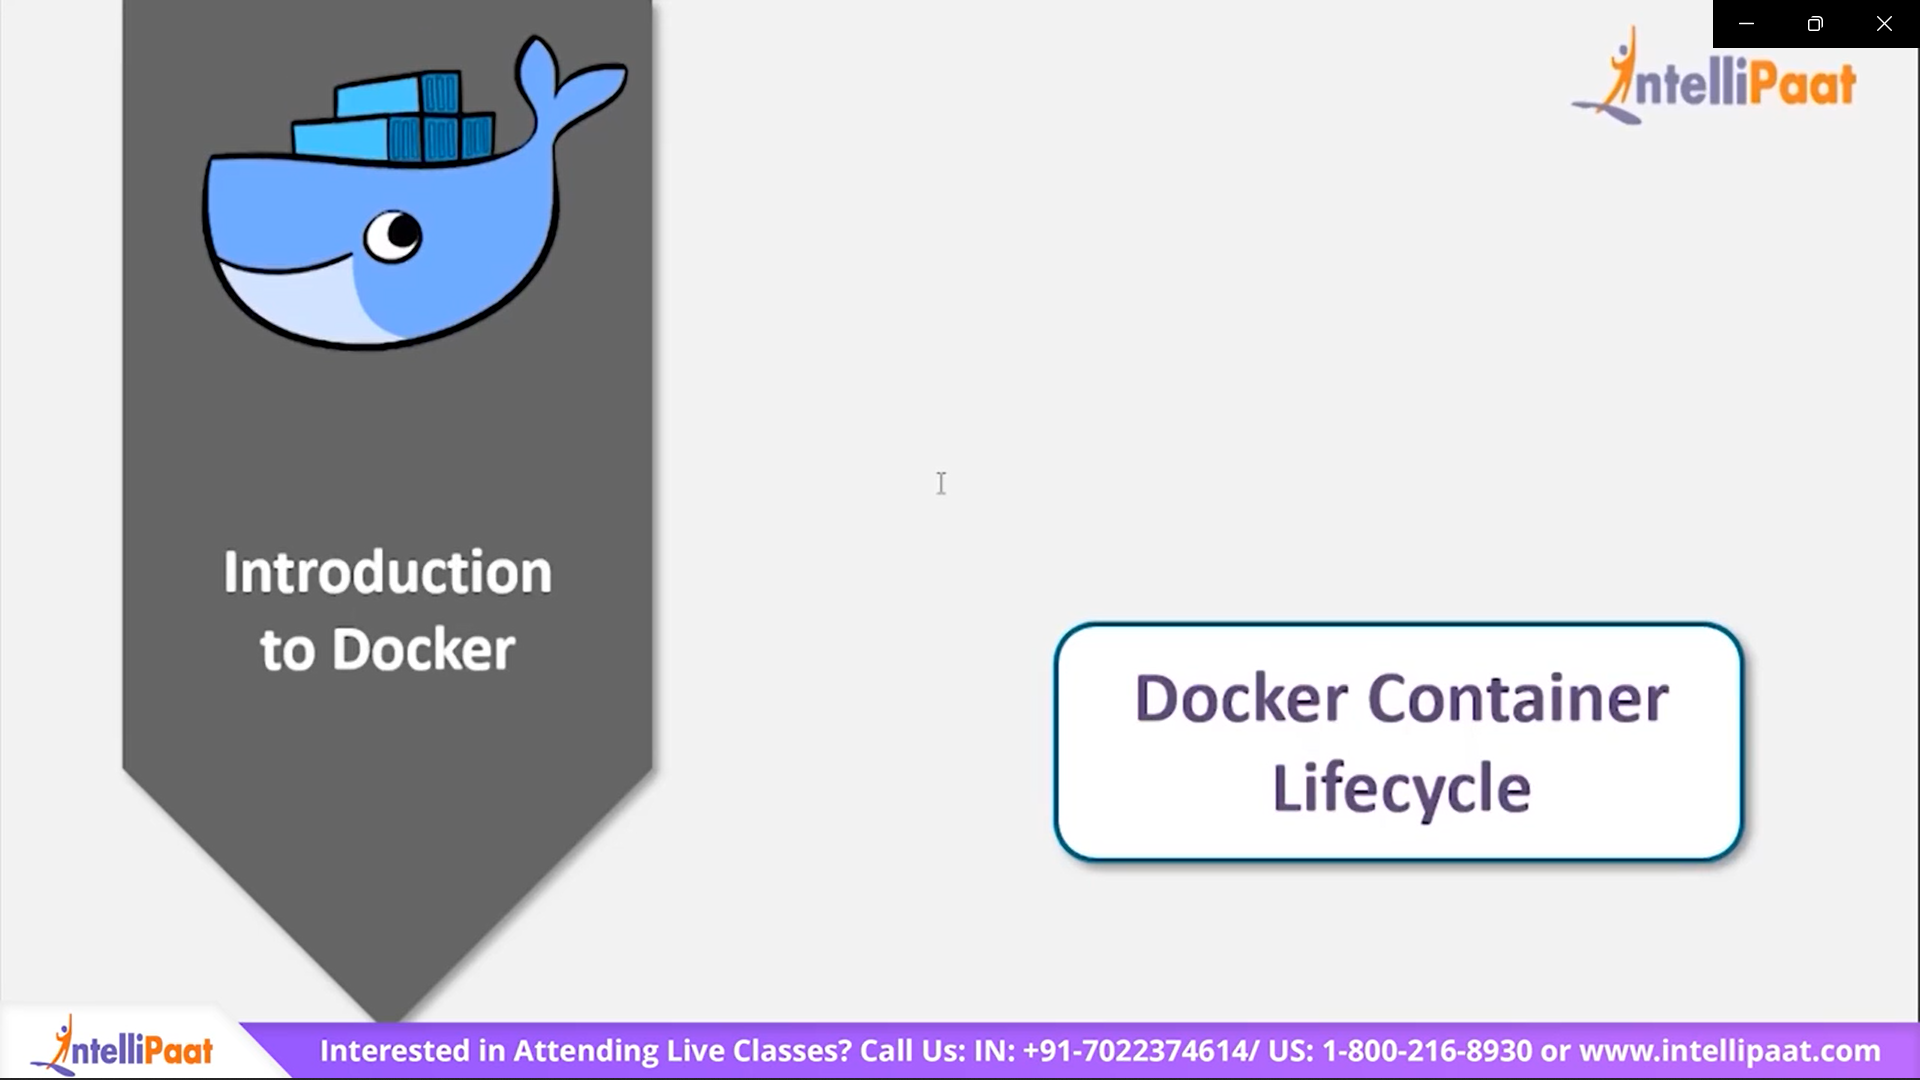 IntelliPaat
Introduction
to Docker
Docker Container
Lifecycle
IntelliPaat
Interested in Attending Live Classes? Call Us: IN: +91-7022374614/ US: 1-800-216-8930 or www.intellipaat.com